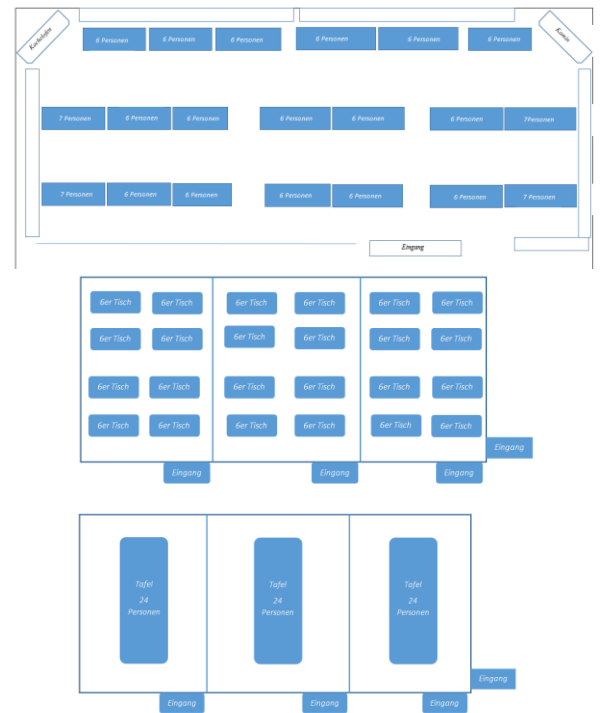 Kachelofen
Kamin
6 Personen 6 Personen 6 Personen 6 Personen 6 Personen 6 Personen
7 Personen 6 Personen 6 Personen 6 Personen 6 Personen 6 Personen 7Personen
7 Personen 6 Personen 6 Personen 6 Personen 6 Personen 6 Personen 7 Personen
Eingang
6er Tisch 6er Tisch 6er Tisch 6er Tisch 6er Tisch 6er Tisch
6er Tisch 6er Tisch 6er Tisch 6er Tisch 6er Tisch 6er Tisch
6er Tisch 6er Tisch 6er Tisch 6er Tisch 6er Tisch 6er Tisch
6er Tisch 6er Tisch 6er Tisch 6er Tisch 6er Tisch 6er Tisch
Eingang
Eingang Eingang Eingang
Tafel Tafel Tafel
24 24 24
Personen Personen Personen
Eingang
Eingang Eingang Eingang